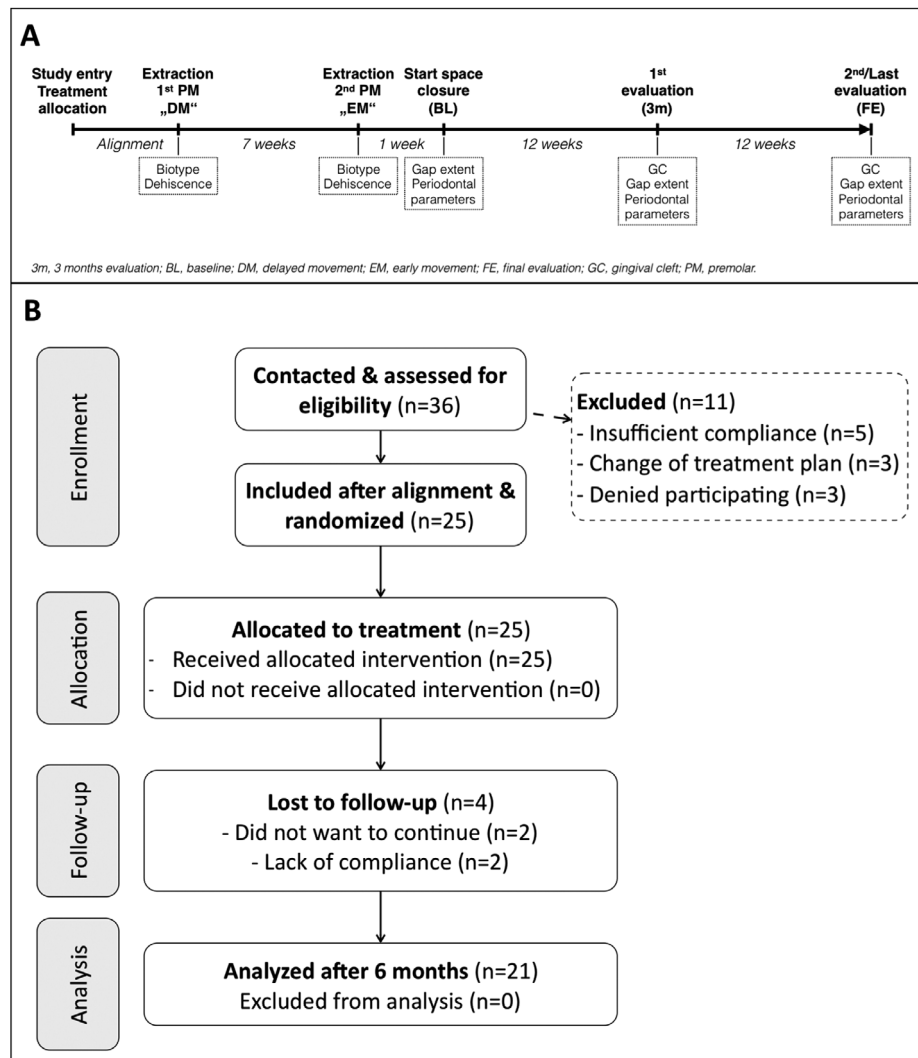 A
Study entry
Treatment
allocation
Extraction
1st PM
„DM“
Extraction
2nd PM
„EM“
Start space
closure
(BL)
1st
evaluation
(3m)
2nd/Last
evaluation
(FE)
Alignment
7 weeks
1 week
12 weeks
12 weeks
Biotype
Dehiscence
Biotype
Dehiscence
Gap extent
Periodontal
parameters
GC
Gap extent
Periodontal
parameters
GC
Gap extent
Periodontal
parameters
3m, 3 months evaluation; BL, baseline; DM, delayed movement; EM, early movement; FE, final evaluation; GC, gingival cleft; PM, premolar.
B
Enrollment
Contacted & assessed for
eligibility (n=36)
Excluded (n=11)
- Insufficient compliance (n=5)
- Change of treatment plan (n=3)
- Denied participating (n=3)
Included after alignment &
randomized (n=25)
Allocation
Allocated to treatment (n=25)
- Received allocated intervention (n=25)
- Did not receive allocated intervention (n=0)
Follow-up
Lost to follow-up (n=4)
- Did not want to continue (n=2)
- Lack of compliance (n=2)
Analysis
Analyzed after 6 months (n=21)
Excluded from analysis (n=0)